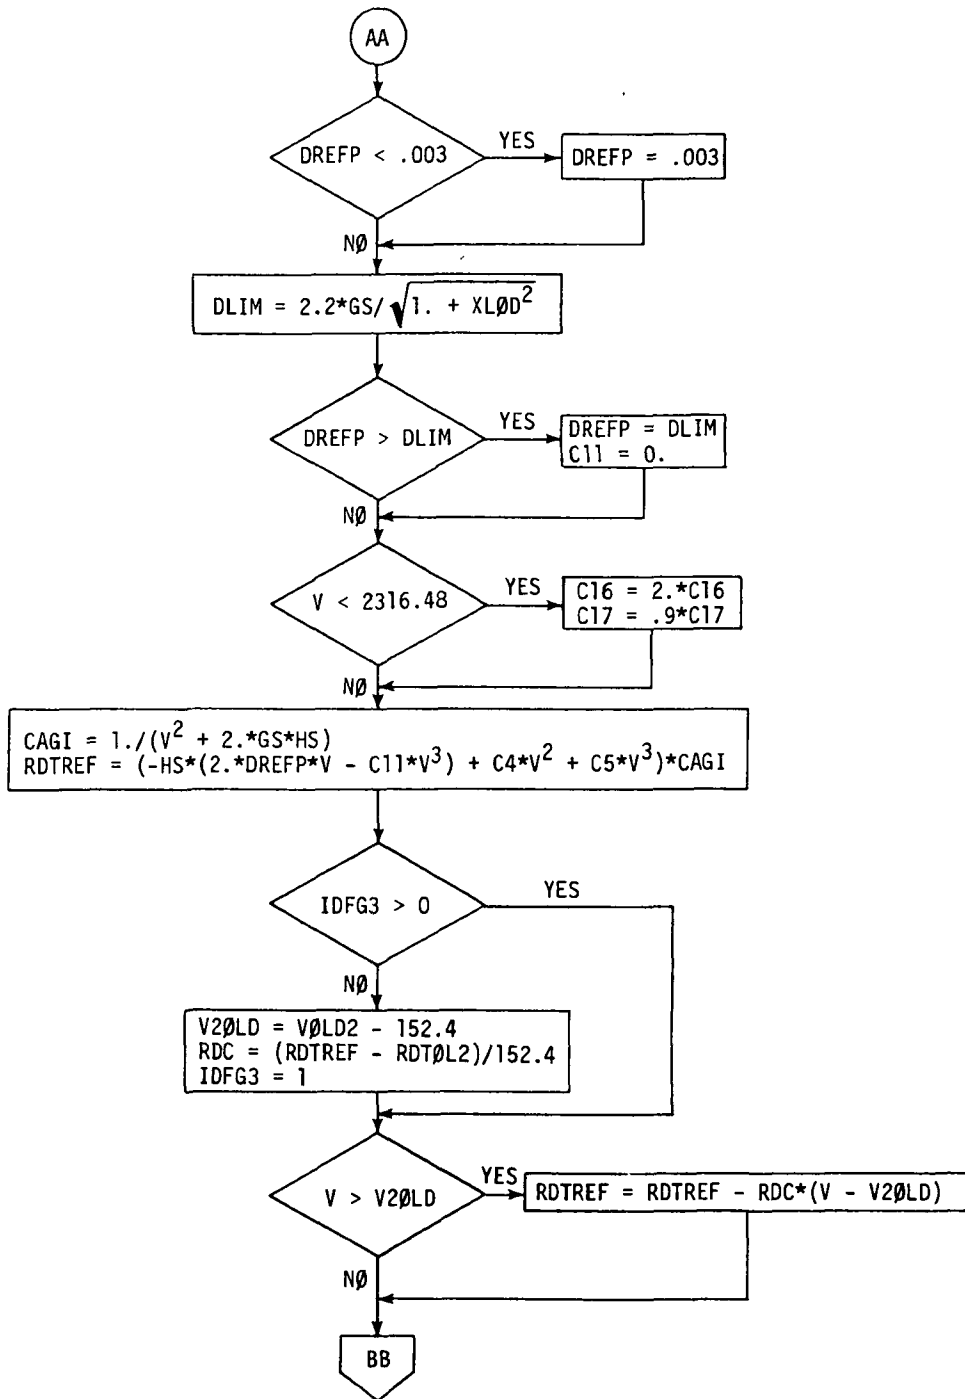 AA
DREFP < .003
YES
DREFP = .003
NØ
DLIM = 2.2*GS/√1. + XLØD²
DREFP > DLIM
YES
DREFP = DLIM
C11 = 0.
NØ
V < 2316.48
YES
C16 = 2.*C16
C17 = .9*C17
NØ
CAGI = 1./(V² + 2.*GS*HS)
RDTREF = (-HS*(2.*DREFP*V - C11*V³) + C4*V² + C5*V³)*CAGI
IDFG3 > 0
YES
NØ
V2ØLD = VØLD2 - 152.4
RDC = (RDTREF - RDTØL2)/152.4
IDFG3 = 1
V > V2ØLD
YES
RDTREF = RDTREF - RDC*(V - V2ØLD)
NØ
BB